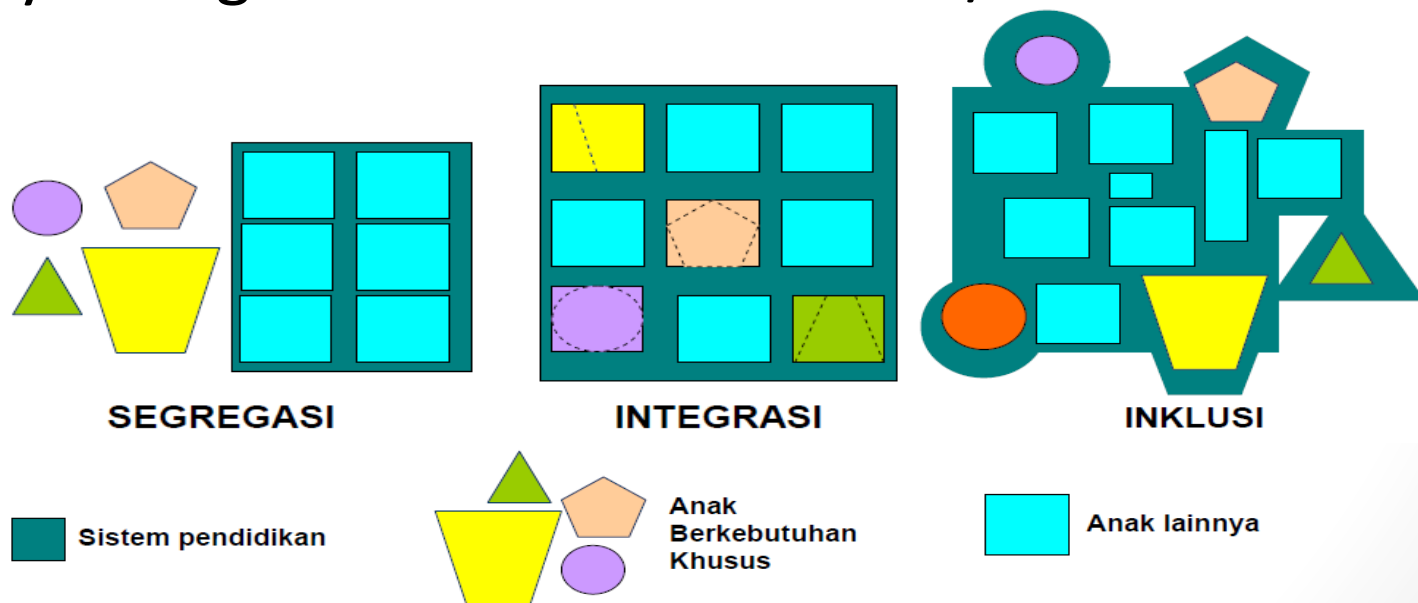 SEGREGASI
INTEGRASI
INKLUSI
Sistem pendidikan
Anak
Berkebutuhan
Khusus
Anak lainnya